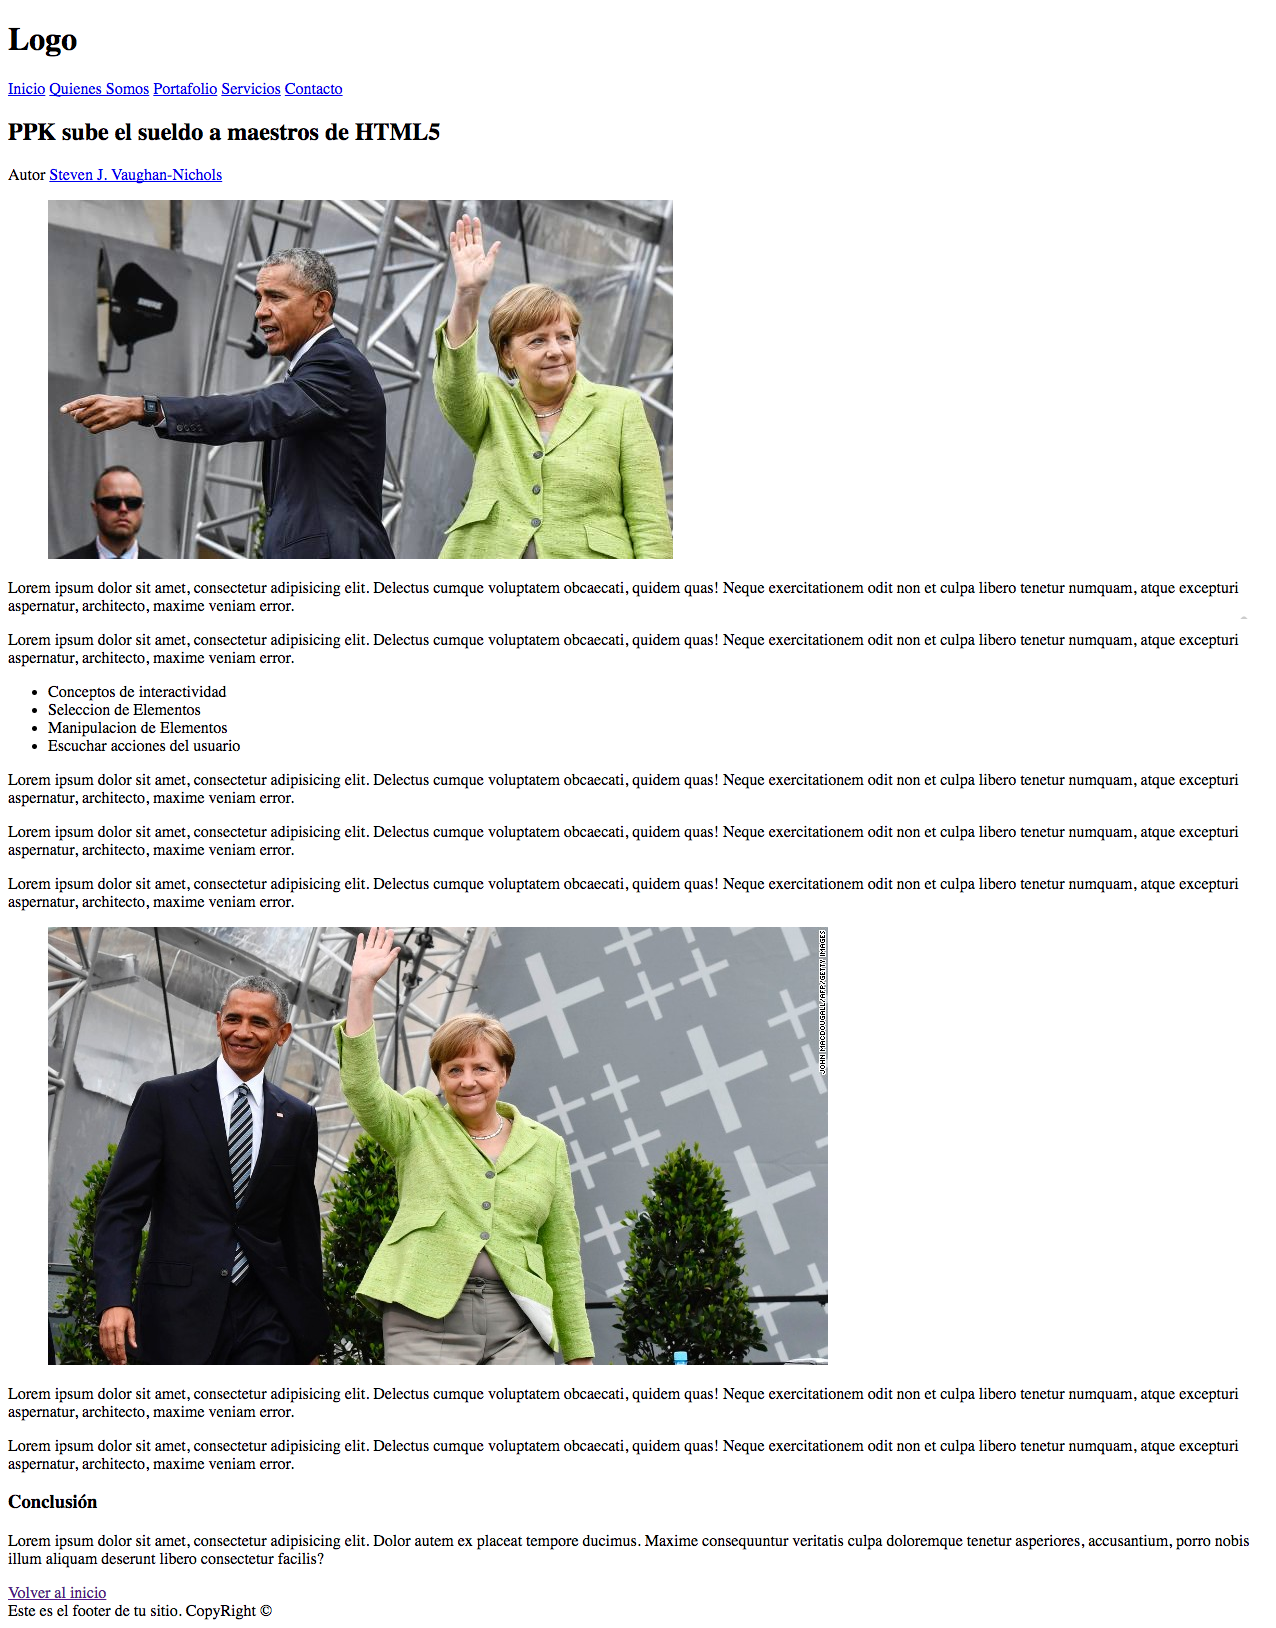 Logo
Inicio Quienes Somos Portafolio Servicios Contacto
PPK sube el sueldo a maestros de HTML5
Autor Steven J. Vaughan-Nichols
Lorem ipsum dolor sit amet, consectetur adipisicing elit. Delectus cumque voluptatem obcaecati, quidem quas! Neque exercitationem odit non et culpa libero tenetur numquam, atque excepturi
aspernatur, architecto, maxime veniam error.
Lorem ipsum dolor sit amet, consectetur adipisicing elit. Delectus cumque voluptatem obcaecati, quidem quas! Neque exercitationem odit non et culpa libero tenetur numquam, atque excepturi
aspernatur, architecto, maxime veniam error.
• Conceptos de interactividad
• Seleccion de Elementos
• Manipulacion de Elementos
• Escuchar acciones del usuario
Lorem ipsum dolor sit amet, consectetur adipisicing elit. Delectus cumque voluptatem obcaecati, quidem quas! Neque exercitationem odit non et culpa libero tenetur numquam, atque excepturi
aspernatur, architecto, maxime veniam error.
Lorem ipsum dolor sit amet, consectetur adipisicing elit. Delectus cumque voluptatem obcaecati, quidem quas! Neque exercitationem odit non et culpa libero tenetur numquam, atque excepturi
aspernatur, architecto, maxime veniam error.
Lorem ipsum dolor sit amet, consectetur adipisicing elit. Delectus cumque voluptatem obcaecati, quidem quas! Neque exercitationem odit non et culpa libero tenetur numquam, atque excepturi
aspernatur, architecto, maxime veniam error.
JOHN MACDOUGALL/AFP/GETTY IMAGES
Lorem ipsum dolor sit amet, consectetur adipisicing elit. Delectus cumque voluptatem obcaecati, quidem quas! Neque exercitationem odit non et culpa libero tenetur numquam, atque excepturi
aspernatur, architecto, maxime veniam error.
Lorem ipsum dolor sit amet, consectetur adipisicing elit. Delectus cumque voluptatem obcaecati, quidem quas! Neque exercitationem odit non et culpa libero tenetur numquam, atque excepturi
aspernatur, architecto, maxime veniam error.
Conclusión
Lorem ipsum dolor sit amet, consectetur adipisicing elit. Dolor autem ex placeat tempore ducimus. Maxime consequuntur veritatis culpa doloremque tenetur asperiores, accusantium, porro nobis
illum aliquam deserunt libero consectetur facilis?
Volver al inicio
Este es el footer de tu sitio. CopyRight ©